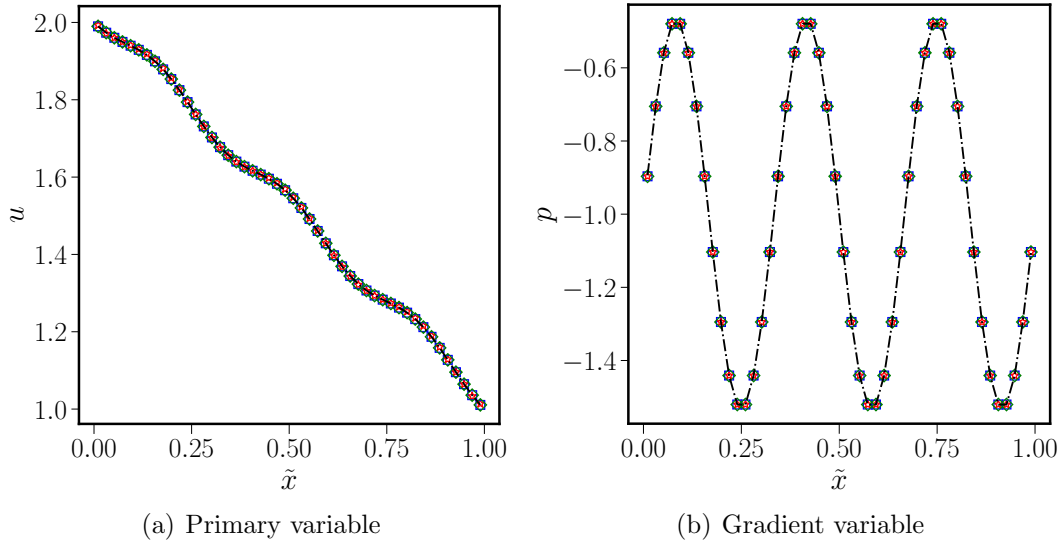 2.0
1.8
1.6
1.4
1.2
1.0
u
0.00 0.25 0.50 0.75 1.00
x̃
(a) Primary variable
−0.6
−0.8
−1.0
−1.2
−1.4
p
0.00 0.25 0.50 0.75 1.00
x̃
(b) Gradient variable